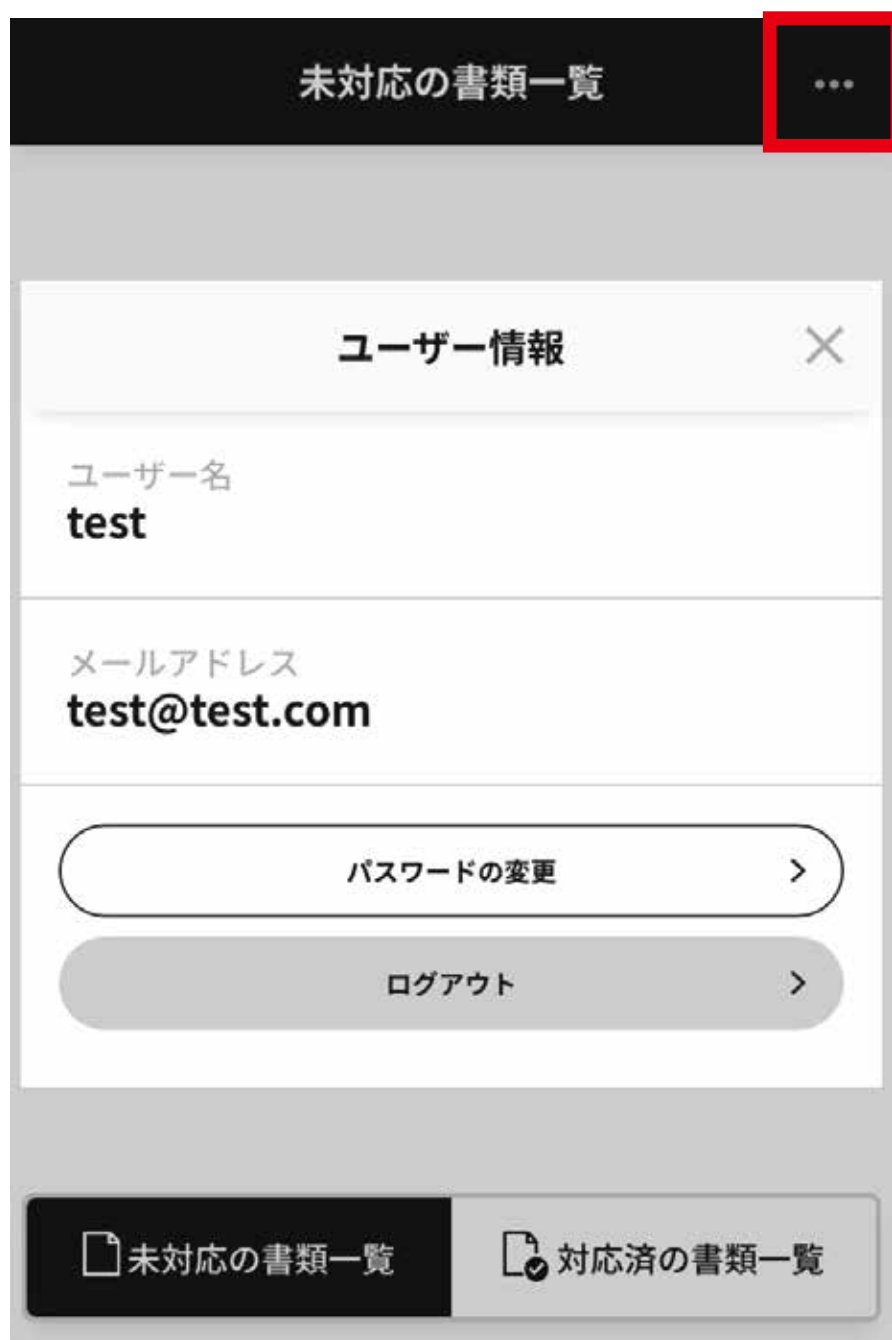 未対応の書類一覧
ユーザー情報
ユーザー名
test
メールアドレス
test@test.com
パスワードの変更
ログアウト
未対応の書類一覧
対応済の書類一覧